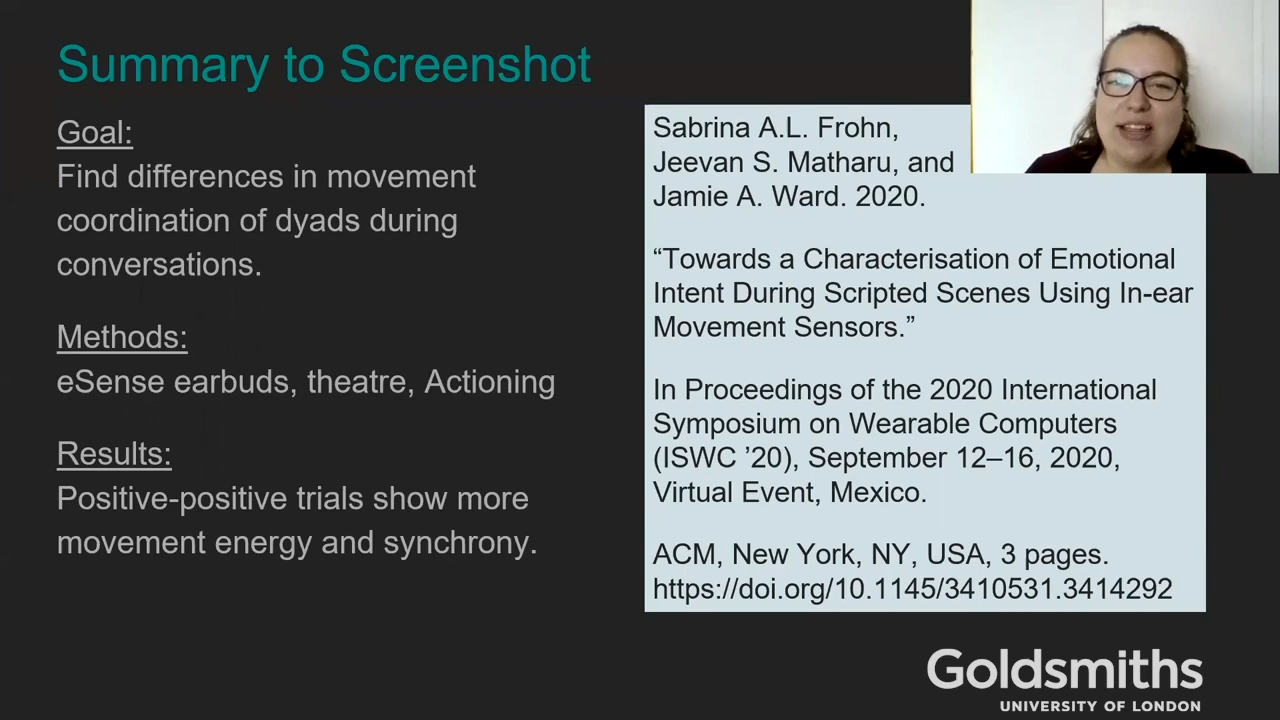 Summary to Screenshot
Goal:
Find differences in movement
coordination of dyads during
conversations.
Methods:
eSense earbuds, theatre, Actioning
Results:
Positive-positive trials show more
movement energy and synchrony.
Sabrina A.L. Frohn,
Jeevan S. Matharu, and
Jamie A. Ward. 2020.
“Towards a Characterisation of Emotional
Intent During Scripted Scenes Using In-ear
Movement Sensors.”
In Proceedings of the 2020 International
Symposium on Wearable Computers
(ISWC ’20), September 12–16, 2020,
Virtual Event, Mexico.
ACM, New York, NY, USA, 3 pages.
https://doi.org/10.1145/3410531.3414292
Goldsmiths
UNIVERSITY OF LONDON